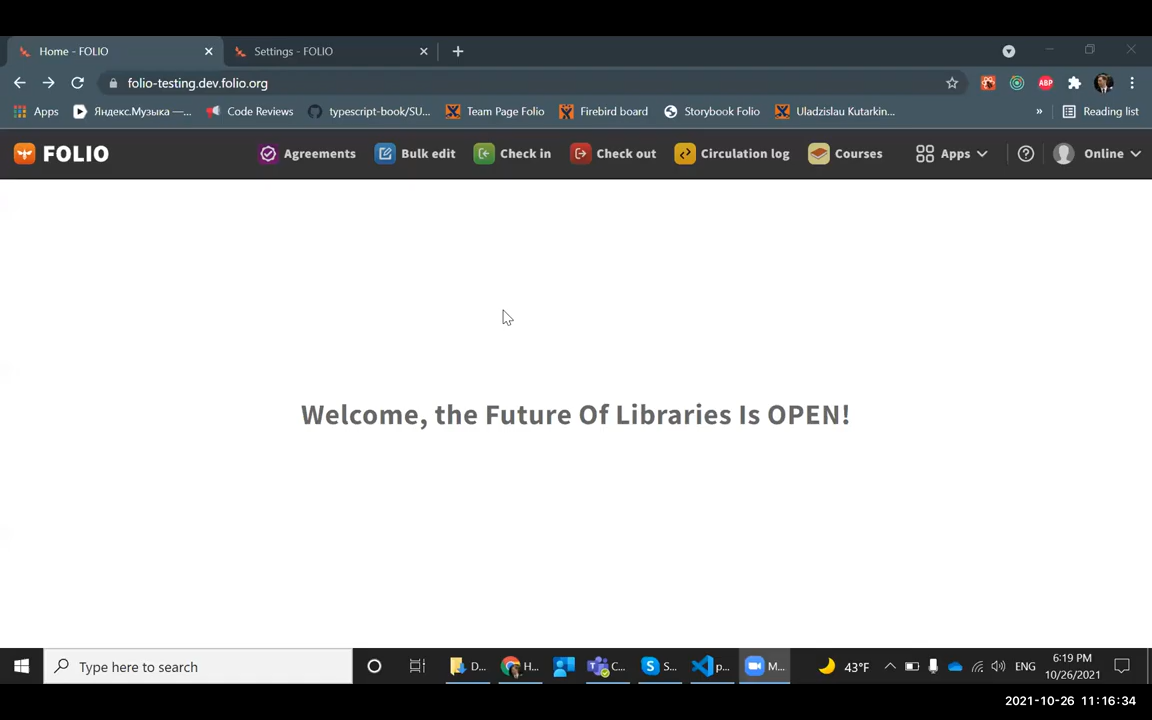 Home - FOLIO
Settings - FOLIO
folio-testing.dev.folio.org
ABP
Apps
Яндекс.Музыка —...
Code Reviews
typescript-book/SU...
Team Page Folio
Firebird board
Storybook Folio
Uladzislau Kutarkin...
»
Reading list
FOLIO
Agreements
Bulk edit
Check in
Check out
Circulation log
Courses
Apps
Online
Welcome, the Future Of Libraries Is OPEN!
Type here to search
D...
H...
C...
S...
p...
M...
43°F
ENG
6:19 PM
10/26/2021
2021-10-26 11:16:34